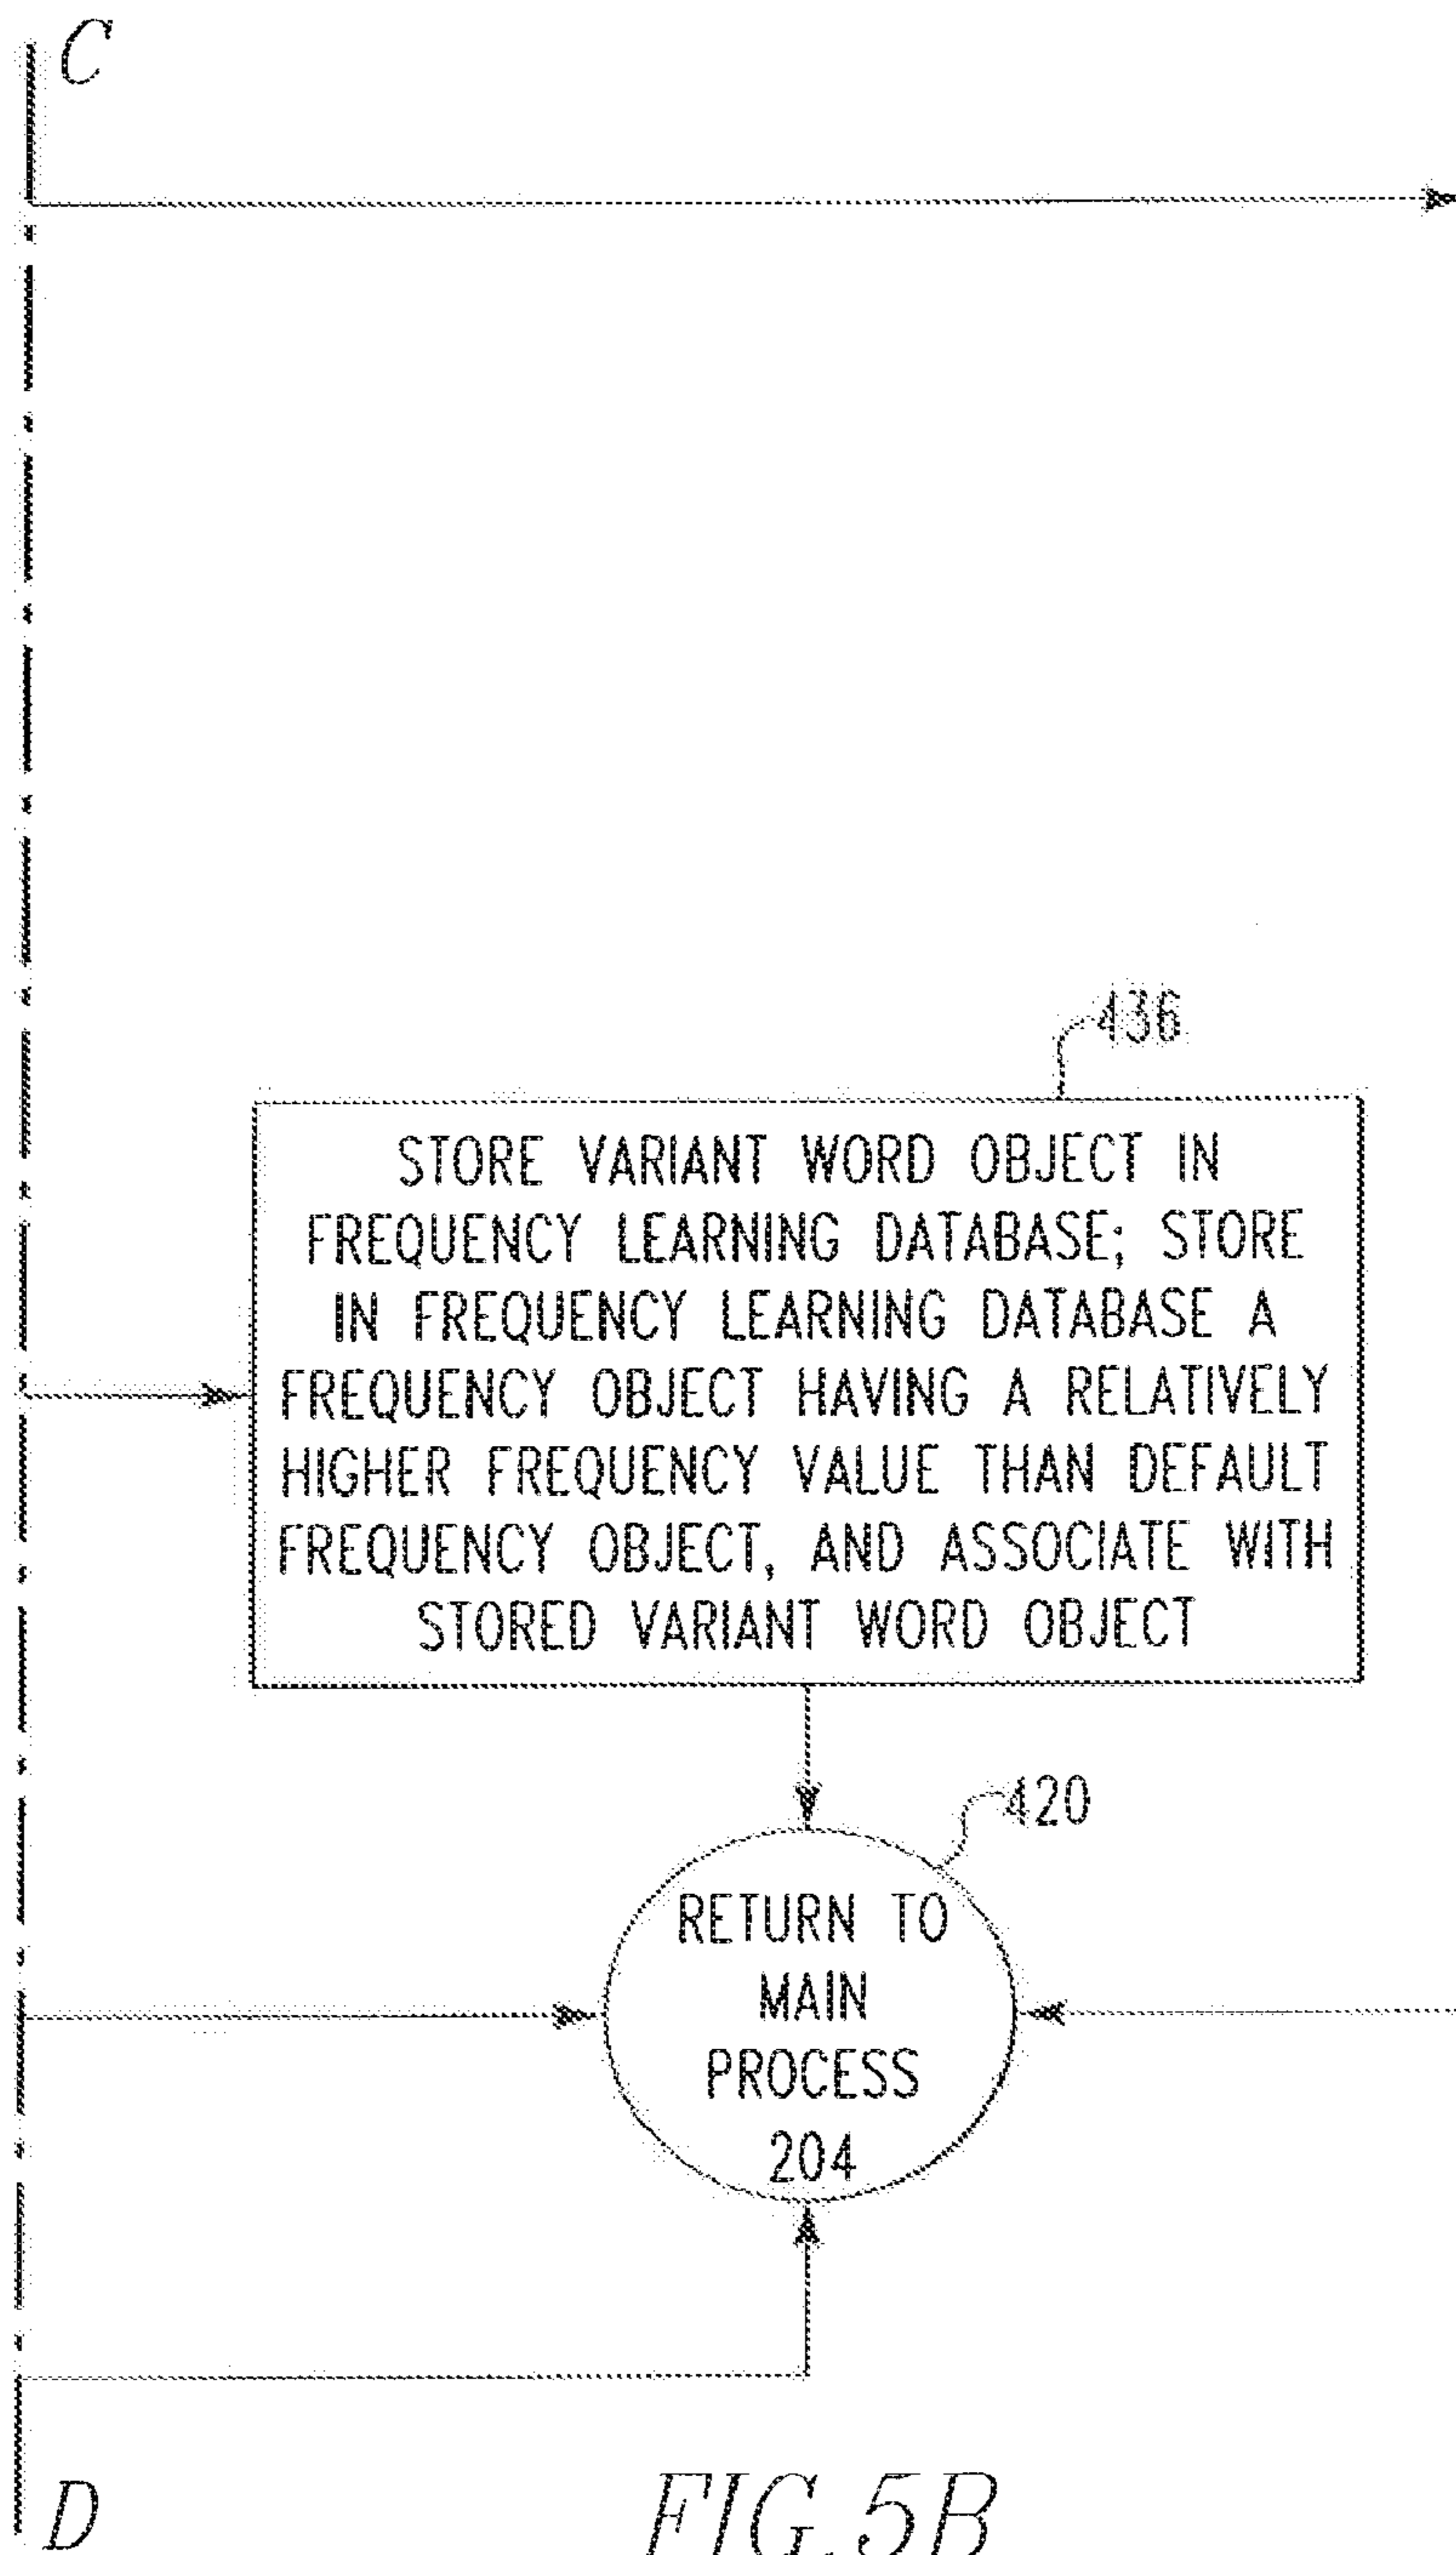 C
436
STORE VARIANT WORD OBJECT IN
FREQUENCY LEARNING DATABASE; STORE
IN FREQUENCY LEARNING DATABASE A
FREQUENCY OBJECT HAVING A RELATIVELY
HIGHER FREQUENCY VALUE THAN DEFAULT
FREQUENCY OBJECT, AND ASSOCIATE WITH
STORED VARIANT WORD OBJECT
420
RETURN TO
MAIN
PROCESS
204
D
FIG. 5B